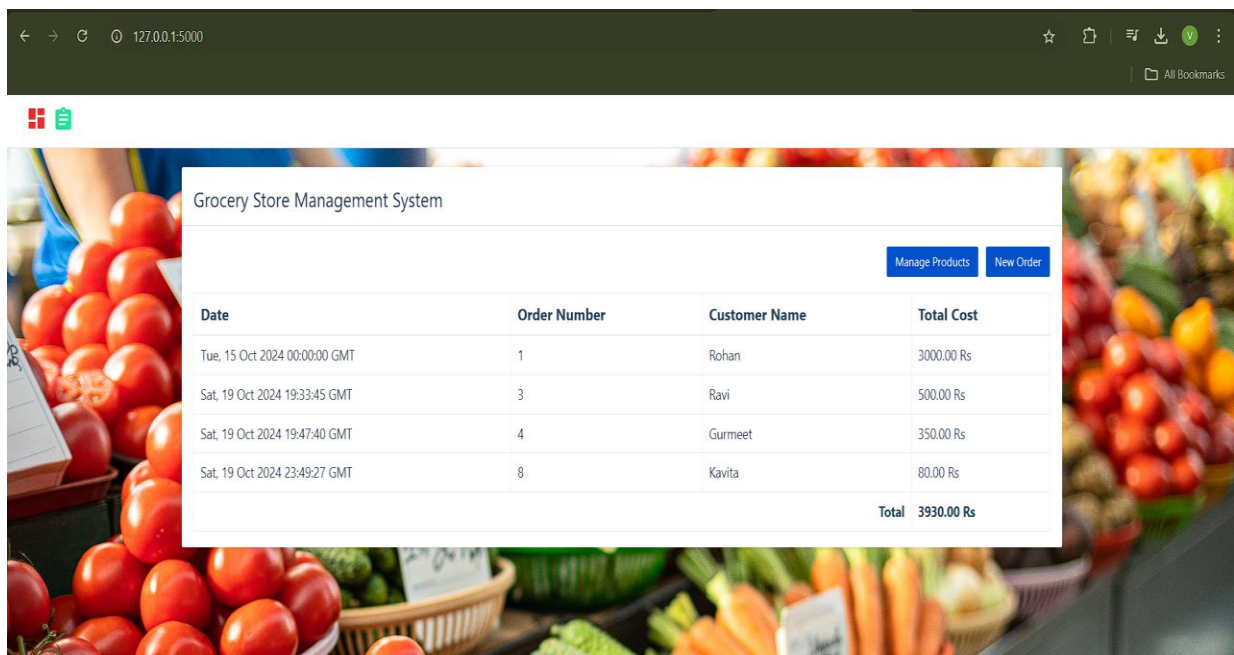 127.0.0.1:5000
V
All Bookmarks
Grocery Store Management System
Manage Products New Order
Date Order Number Customer Name Total Cost
Tue, 15 Oct 2024 00:00:00 GMT 1 Rohan 3000.00 Rs
Sat, 19 Oct 2024 19:33:45 GMT 3 Ravi 500.00 Rs
Sat, 19 Oct 2024 19:47:40 GMT 4 Gurmeet 350.00 Rs
Sat, 19 Oct 2024 23:49:27 GMT 8 Kavita 80.00 Rs
Total 3930.00 Rs